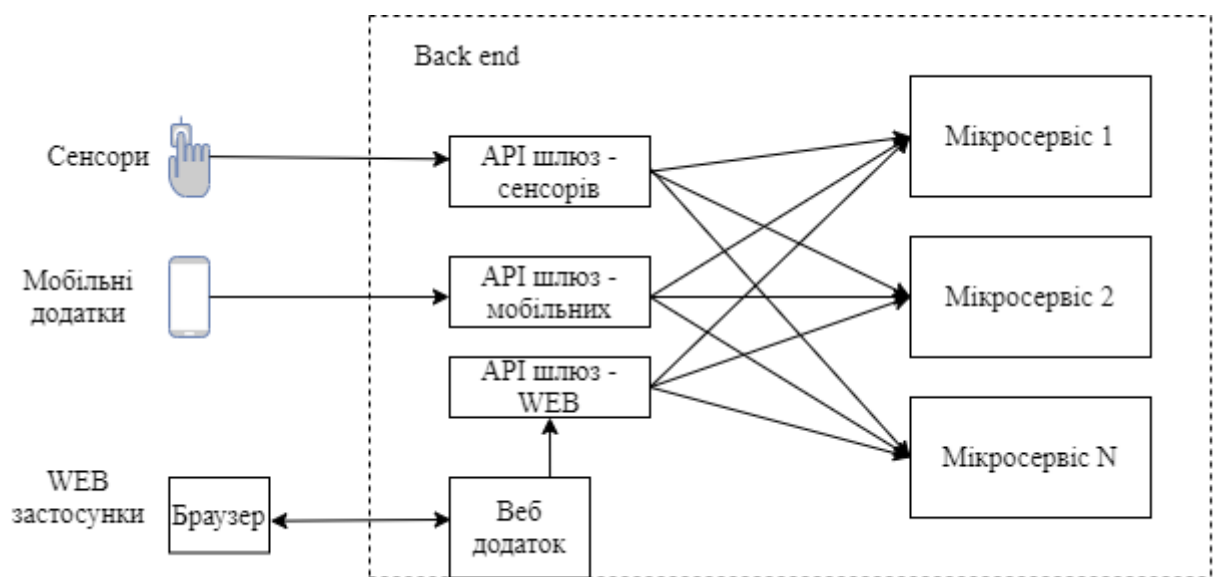 Back end
Сенсори
API шлюз -
сенсорів
Мікросервіс 1
Мобільні
додатки
API шлюз -
мобільних
Мікросервіс 2
API шлюз -
WEB
WEB
застосунки
Браузер
Веб
додаток
Мікросервіс N